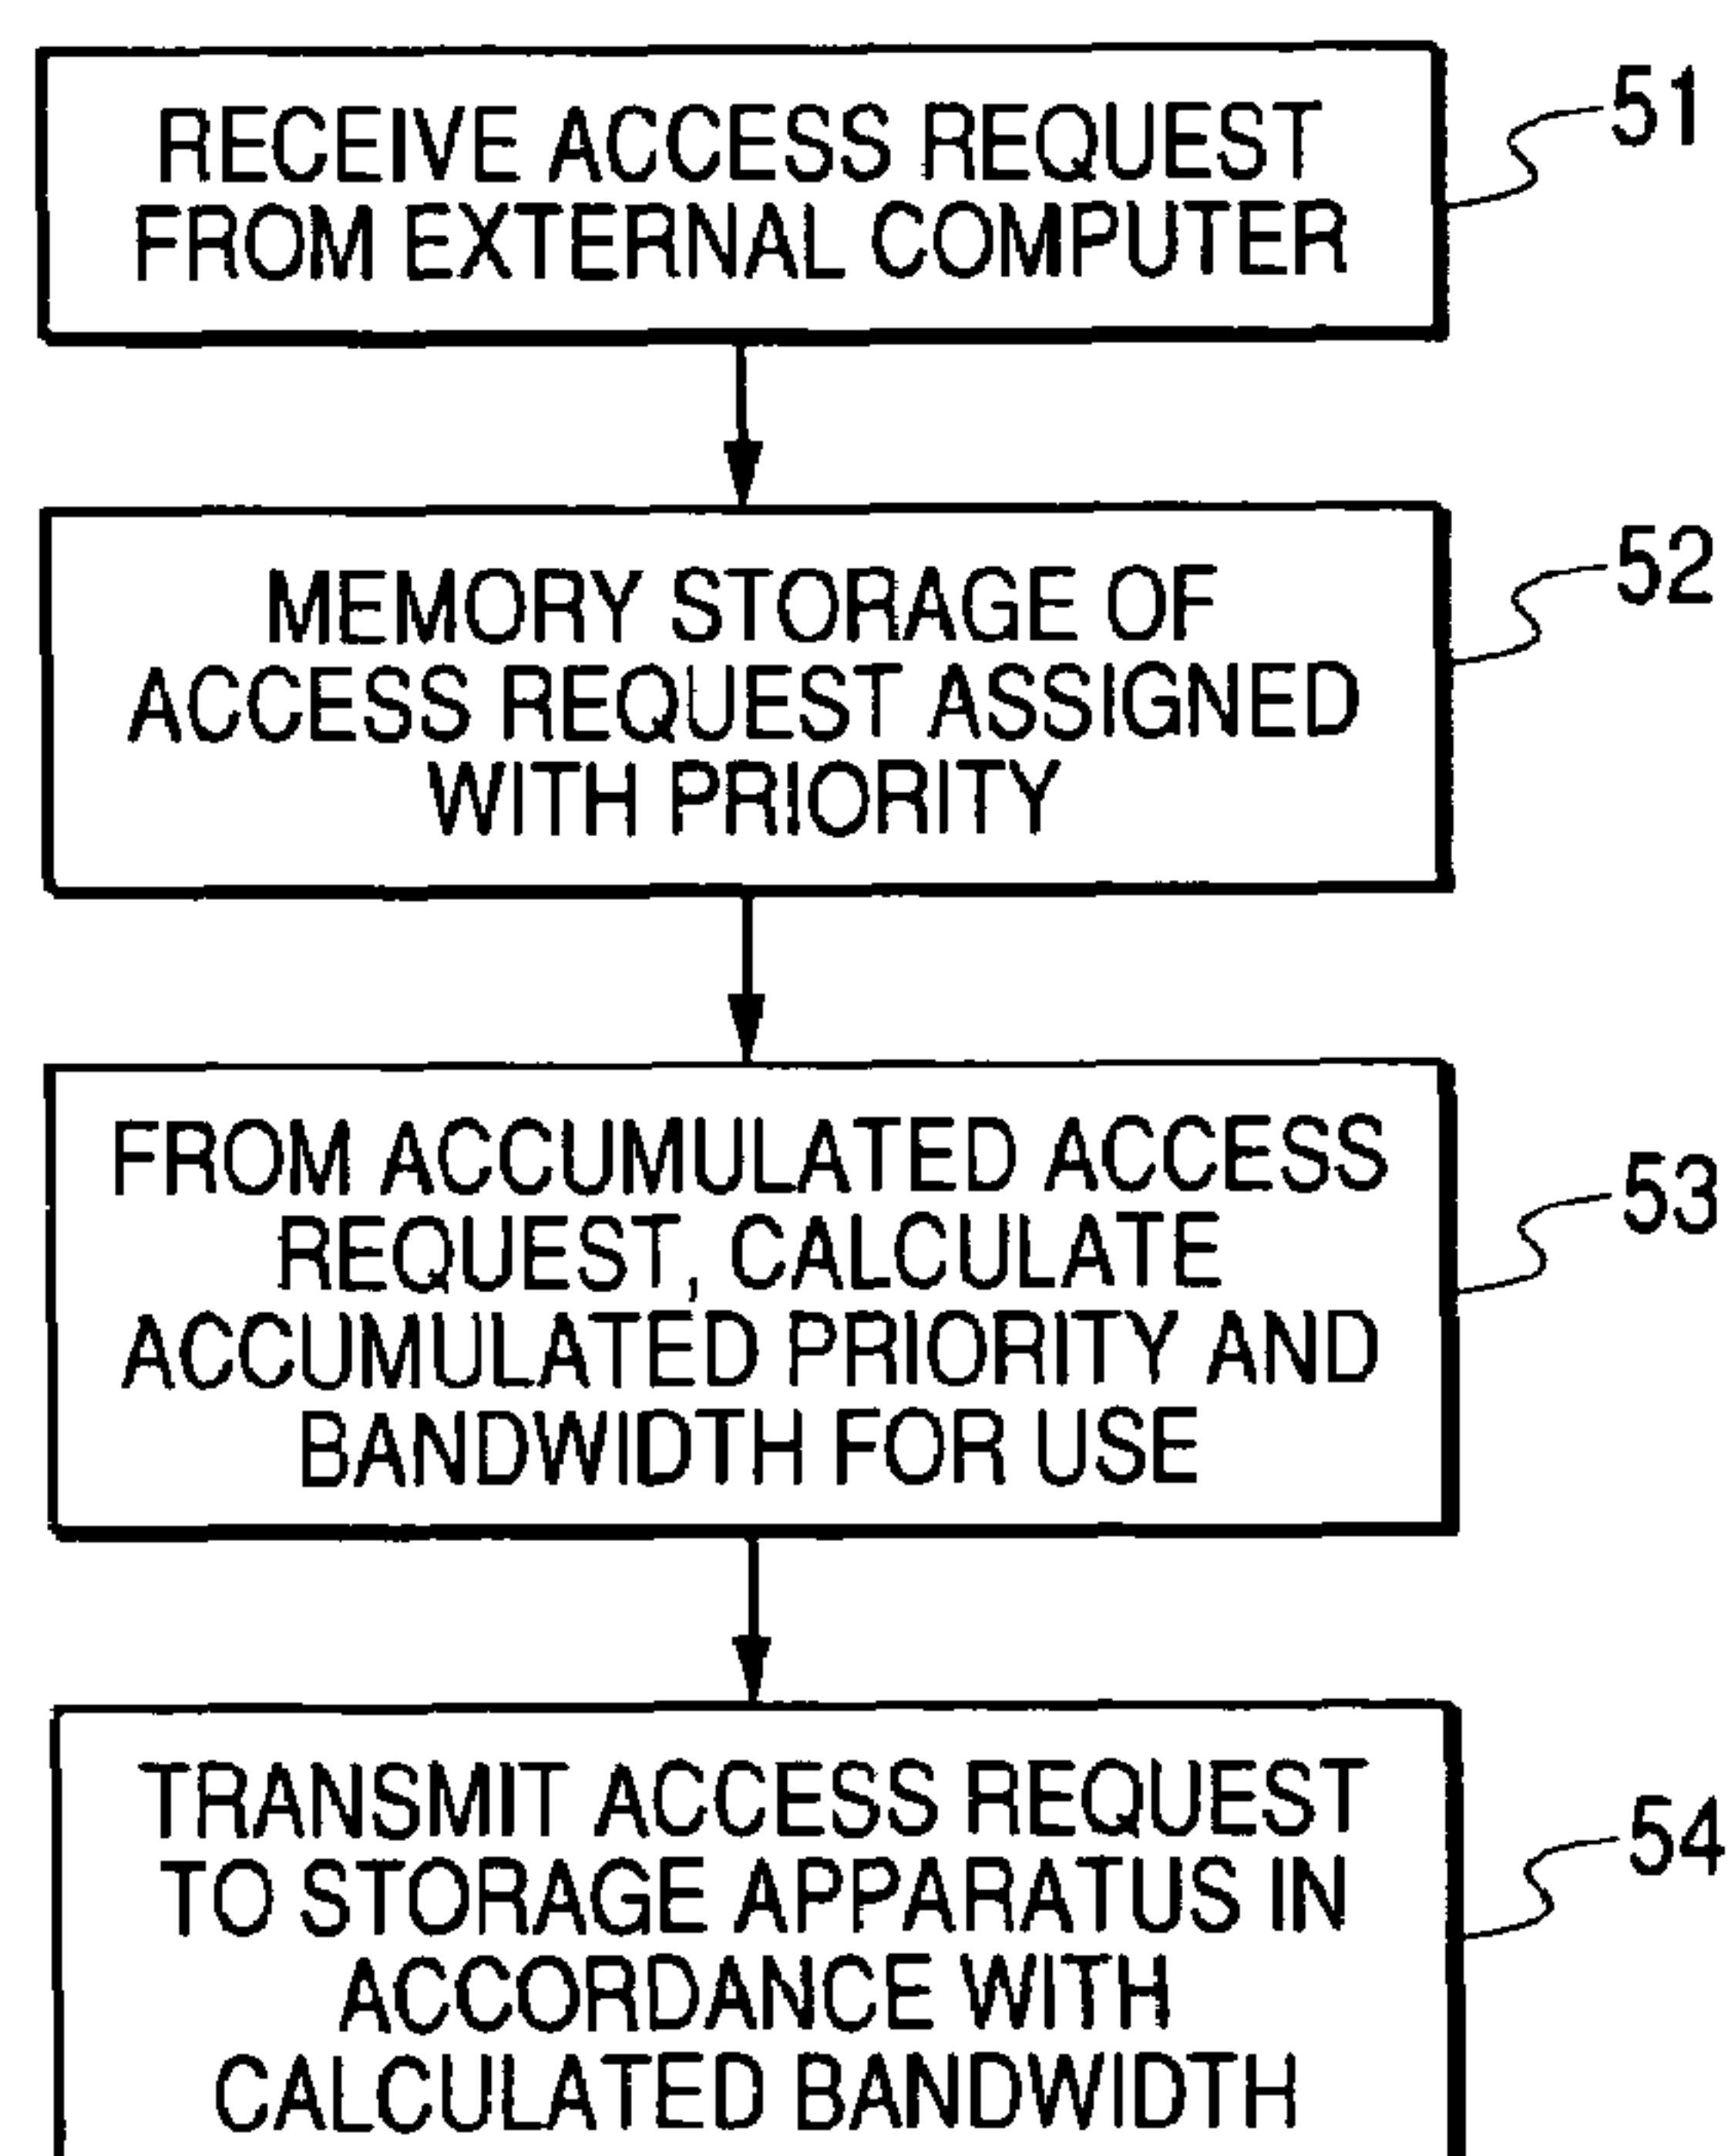 RECEIVE ACCESS REQUEST
FROM EXTERNAL COMPUTER
51
MEMORY STORAGE OF
ACCESS REQUEST ASSIGNED
WITH PRIORITY
52
FROM ACCUMULATED ACCESS
REQUEST, CALCULATE
ACCUMULATED PRIORITY AND
BANDWIDTH FOR USE
53
TRANSMIT ACCESS REQUEST
TO STORAGE APPARATUS IN
ACCORDANCE WITH
CALCULATED BANDWIDTH
54